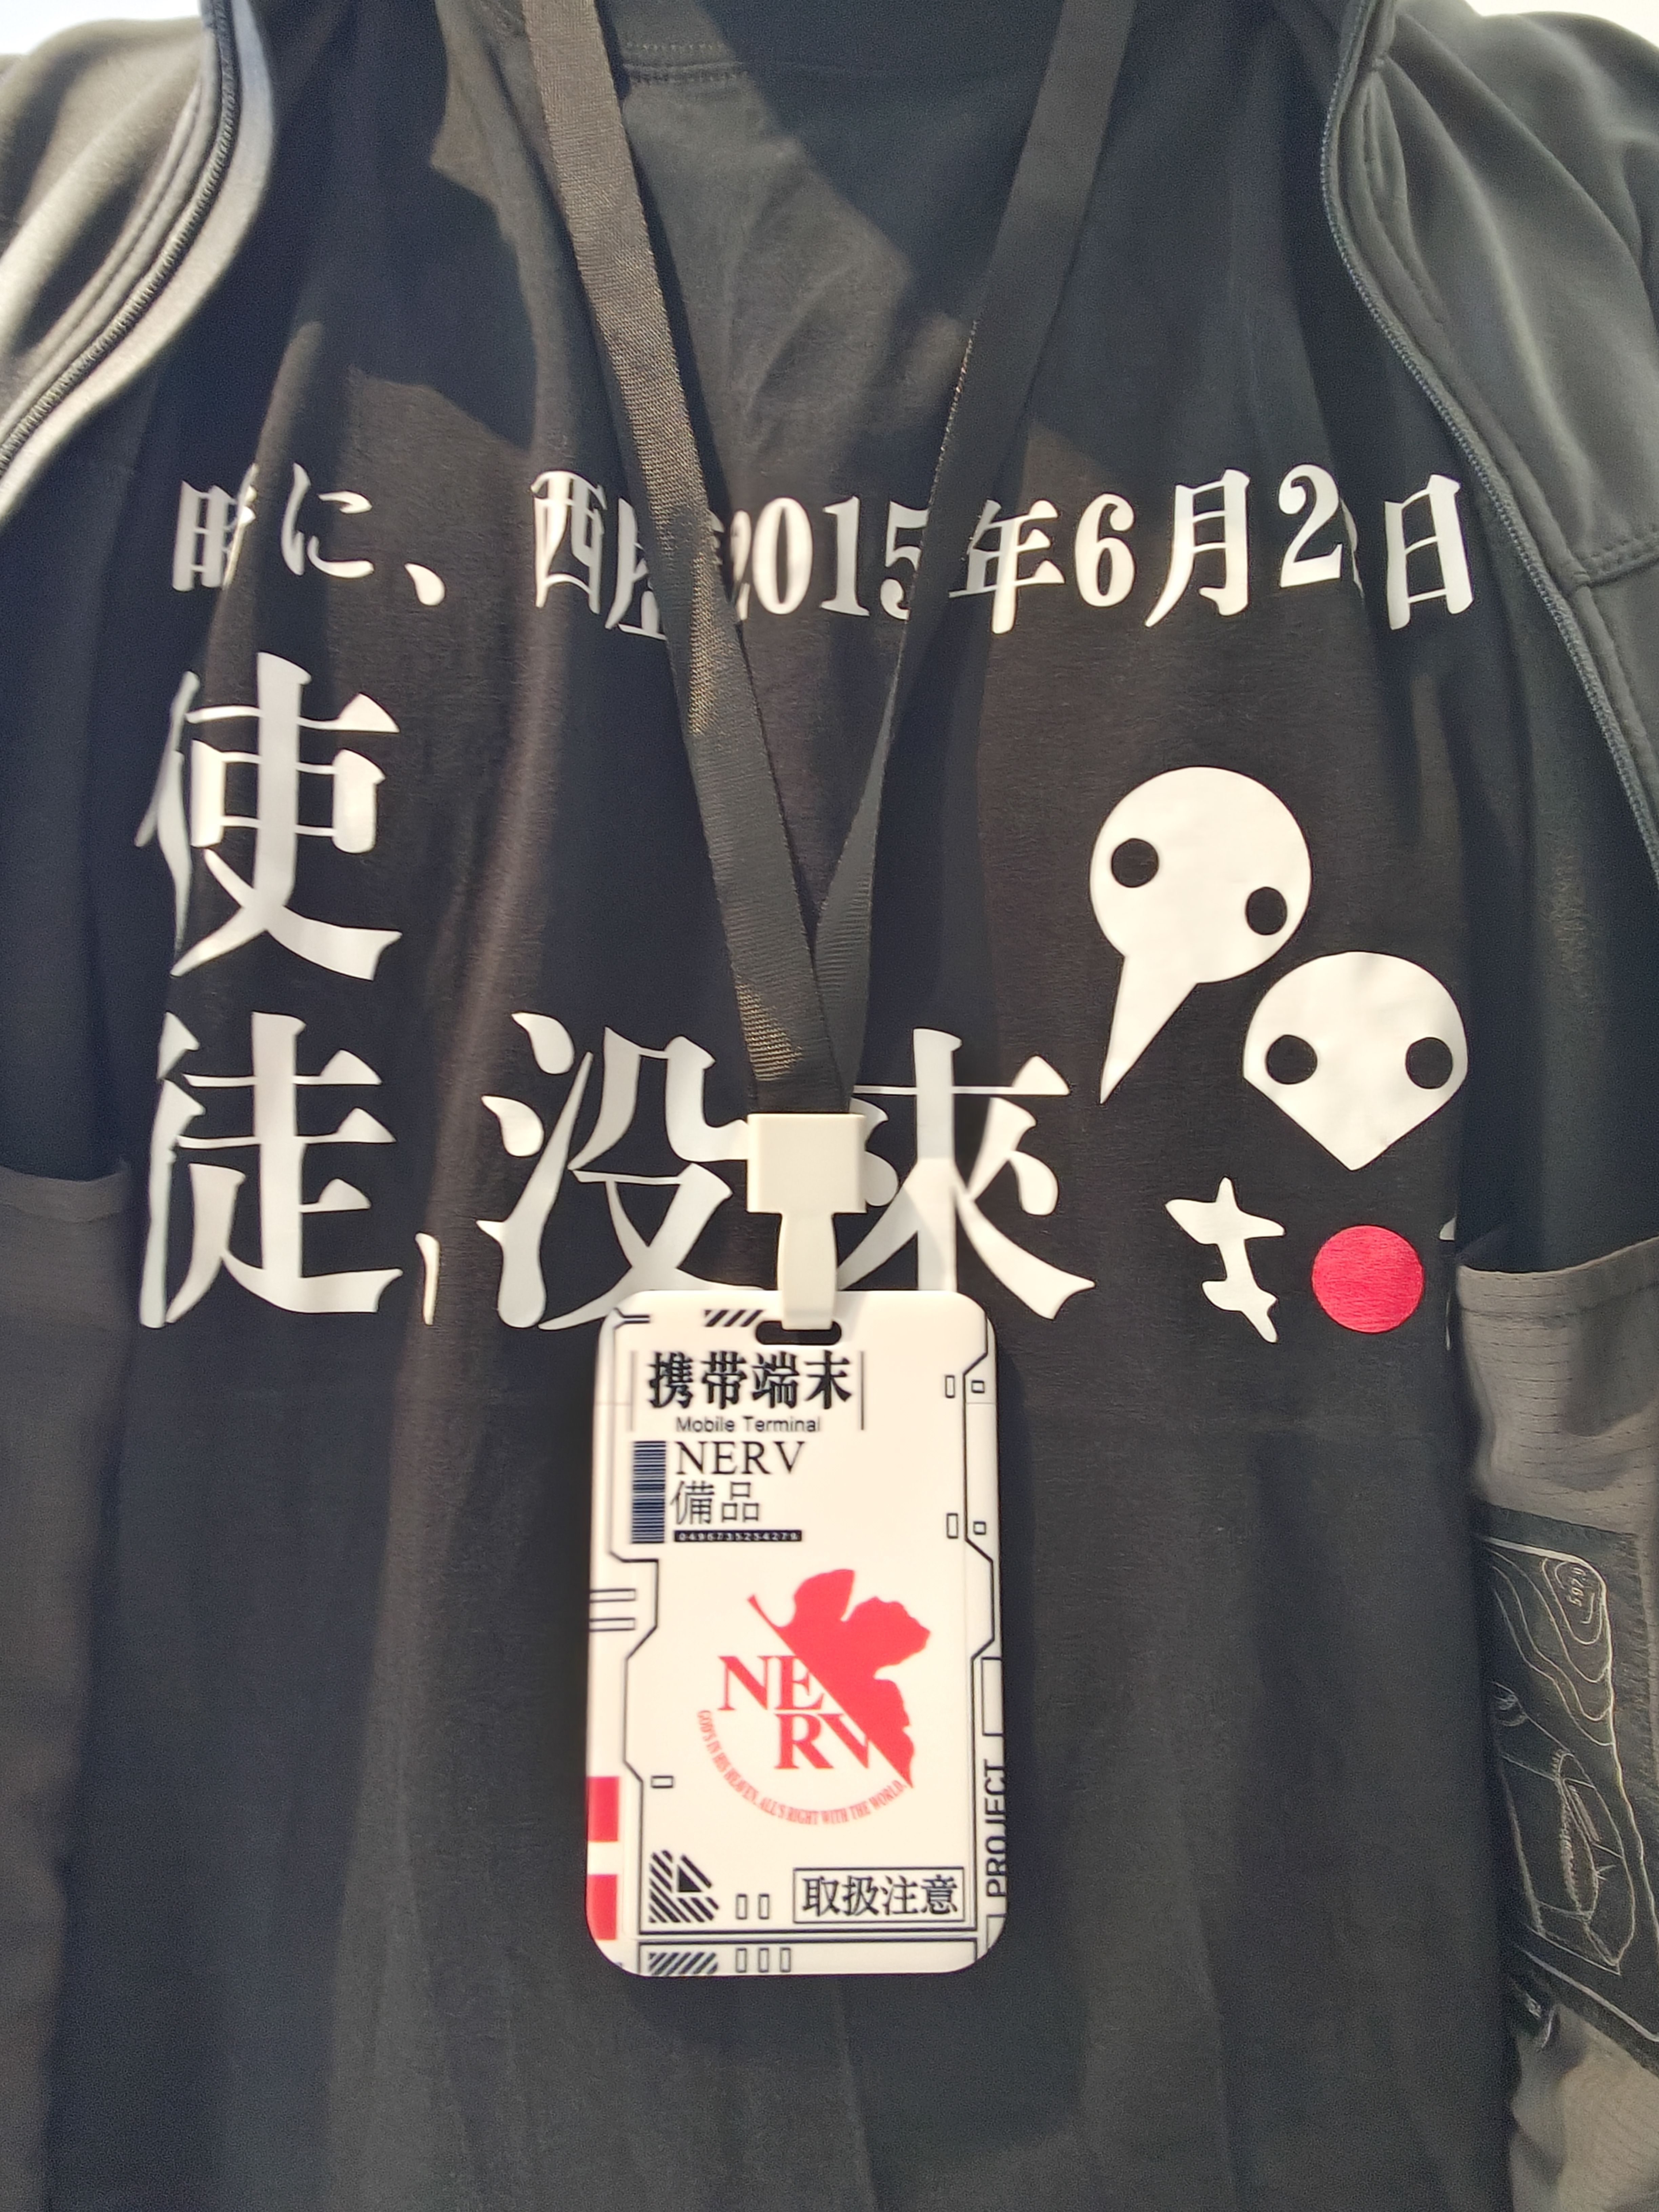 時に、西暦2015年6月2日
使
徒,没來
携帯端末
Mobile Terminal
NERV
備品
0496735254279
NERV
GOD'S IN HIS HEAVEN. ALL'S RIGHT WITH THE WORLD.
PROJECT
取扱注意